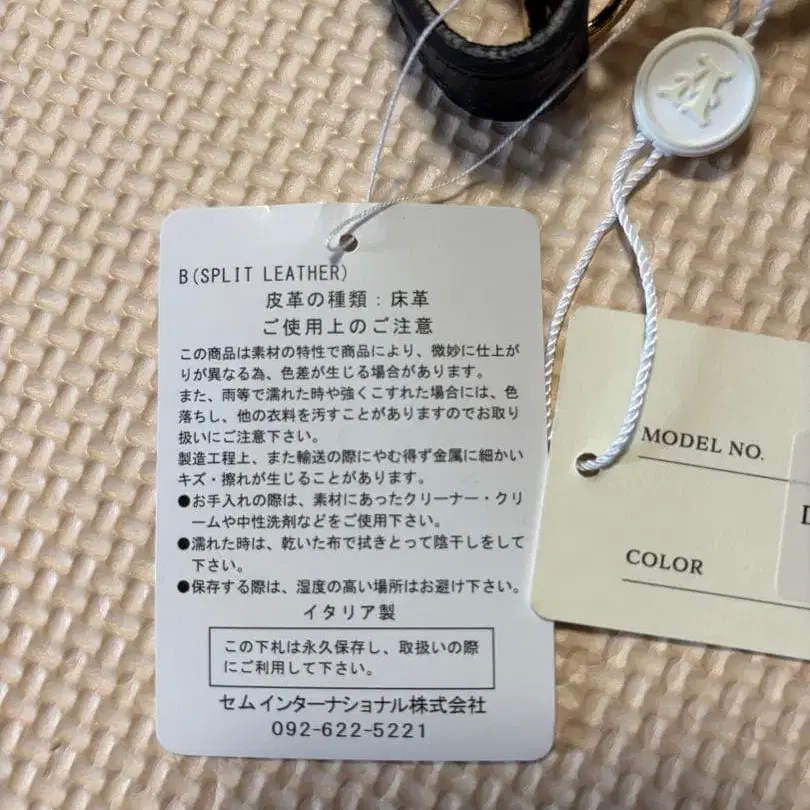 B(SPLIT LEATHER)
皮革の種類：床革
ご使用上のご注意
この商品は素材の特性で商品により、微妙に仕上が
りが異なる為、色差が生じる場合があります。
また、雨等で濡れた時や強くこすれた場合には、色
落ちし、他の衣料を汚すことがありますのでお取り
扱いにご注意下さい。
製造工程上、また輸送の際にやむ得ず金属に細かい
キズ・擦れが生じることがあります。
●お手入れの際は、素材にあったクリーナー・クリ
ームや中性洗剤などをご使用下さい。
●濡れた時は、乾いた布で拭きとって陰干しをして
下さい。
●保存する際は、湿度の高い場所はお避け下さい。
イタリア製
この下札は永久保存し、取扱いの際
にご利用して下さい。
セムインターナショナル株式会社
092-622-5221
MODEL NO.
COLOR